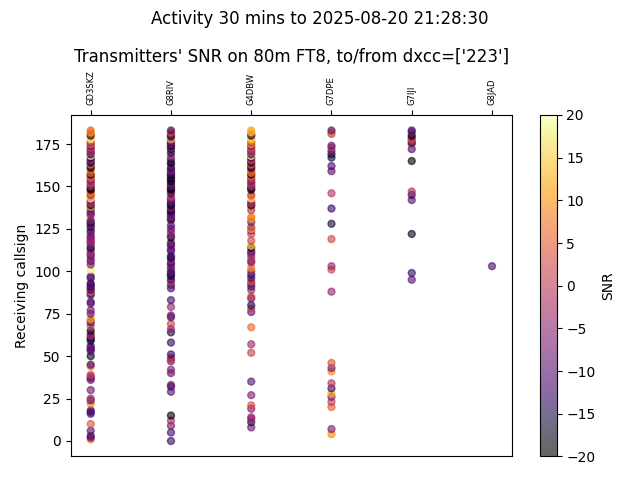 Activity 30 mins to 2025-08-20 21:28:30
Transmitters' SNR on 80m FT8, to/from dxcc=['223']
GD3SKZ
G8RIV
G4DBW
G7DPE
G7IJI
G8JAD
Receiving callsign
175
150
125
100
75
50
25
0
20
15
10
5
0
−5
−10
−15
−20
SNR